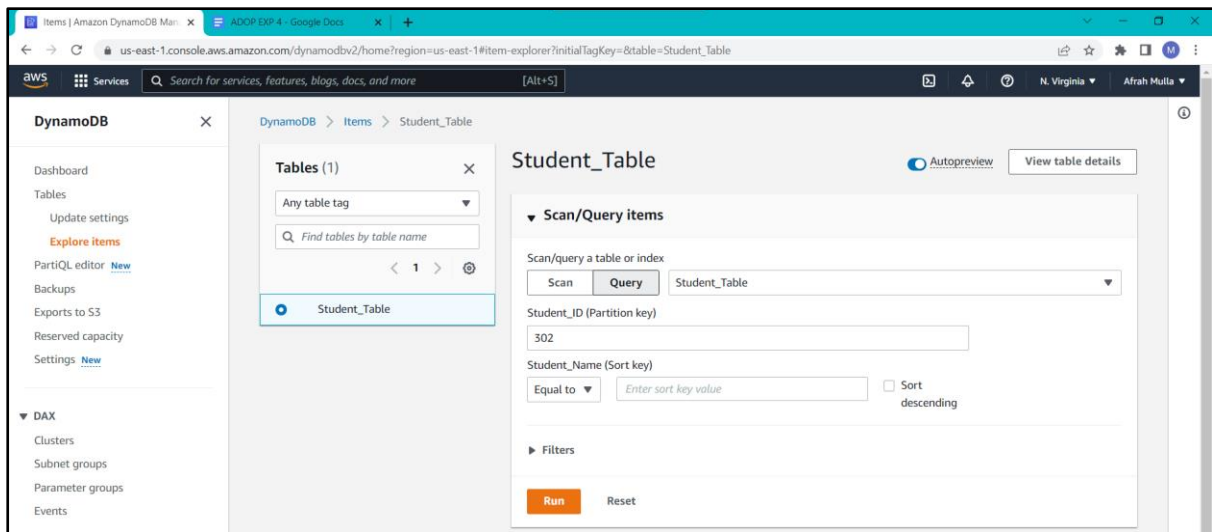 Items | Amazon DynamoDB Man
ADOP EXP 4 - Google Docs
us-east-1.console.aws.amazon.com/dynamodbv2/home?region=us-east-1#item-explorer?initialTagKey=&table=Student_Table
M
aws
Services
Search for services, features, blogs, docs, and more
[Alt+S]
N. Virginia
Afrah Mulla
DynamoDB
Dashboard
Tables
Update settings
Explore items
PartiQL editor New
Backups
Exports to S3
Reserved capacity
Settings New
DAX
Clusters
Subnet groups
Parameter groups
Events
DynamoDB > Items > Student_Table
Tables (1)
Any table tag
Find tables by table name
< 1 >
Student_Table
Student_Table
Autopreview
View table details
Scan/Query items
Scan/query a table or index
Scan
Query
Student_Table
Student_ID (Partition key)
302
Student_Name (Sort key)
Equal to
Enter sort key value
Sort
descending
Filters
Run
Reset